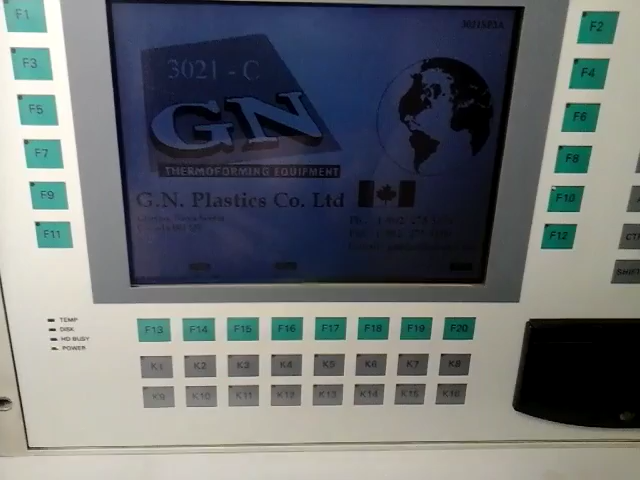 F1
F2
F3
F4
F5
F6
F7
F8
F9
F10
F11
F12
3021 - C
GN
THERMOFORMING EQUIPMENT
G.N. Plastics Co. Ltd
TEMP
DISK
HD BUSY
POWER
F13 F14 F15 F16 F17 F18 F19 F20
K1 K2 K3 K4 K5 K6 K7 K8
K9 K10 K11 K12 K13 K14 K15 K16
SHIFT